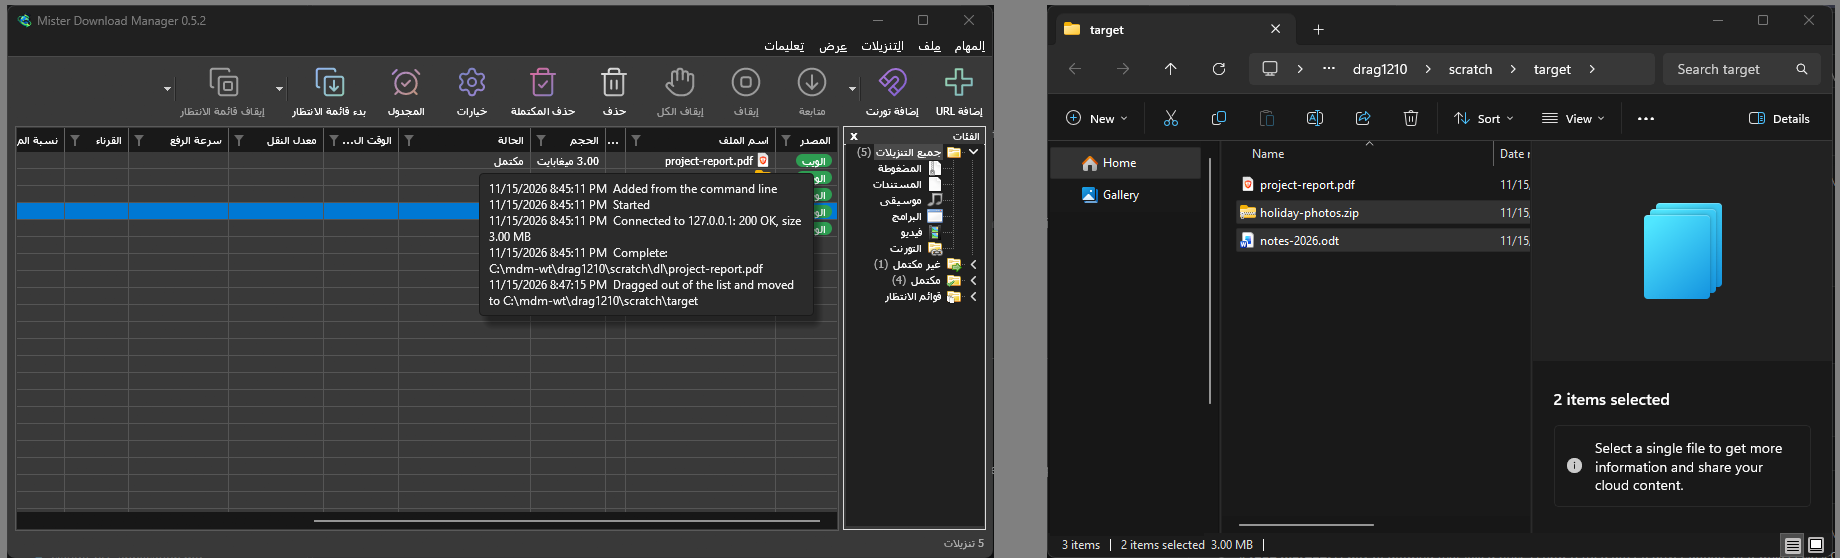 Mister Download Manager 0.5.2
المهام ملف التنزيلات عرض تعليمات
إضافة URL
إضافة تورنت
متابعة
إيقاف
إيقاف الكل
حذف
حذف المكتملة
خيارات
المجدول
بدء قائمة الانتظار
إيقاف قائمة الانتظار
الفئات
جميع التنزيلات (5)
المضغوطة
المستندات
موسيقى
البرامج
فيديو
التورنت
غير مكتمل (1)
مكتمل (4)
قوائم الانتظار
المصدر اسم الملف ... الحجم الحالة الوقت ال... معدل النقل سرعة الرفع القرناء نسبة الم
الويب project-report.pdf 3.00 ميغابايت مكتمل
11/15/2026 8:45:11 PM Added from the command line
11/15/2026 8:45:11 PM Started
11/15/2026 8:45:11 PM Connected to 127.0.0.1: 200 OK, size
3.00 MB
11/15/2026 8:45:11 PM Complete:
C:\mdm-wt\drag1210\scratch\dl\project-report.pdf
11/15/2026 8:47:15 PM Dragged out of the list and moved
to C:\mdm-wt\drag1210\scratch\target
5 تنزيلات
target
... drag1210 scratch target
Search target
New
Sort
View
...
Details
Home
Gallery
Name Date
project-report.pdf 11/15/
holiday-photos.zip 11/15/
notes-2026.odt 11/15/
2 items selected
Select a single file to get more
information and share your
cloud content.
3 items 2 items selected 3.00 MB